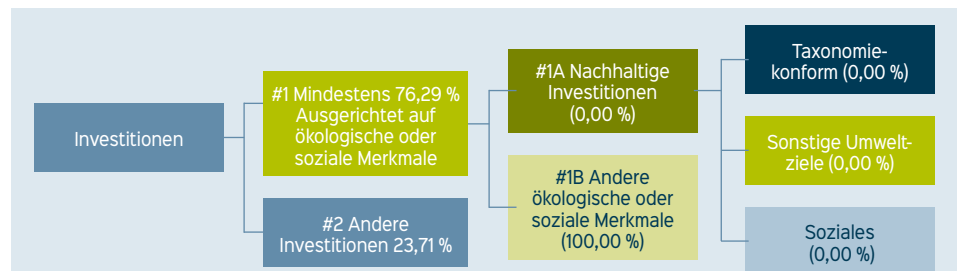 Investitionen
#1 Mindestens 76,29 %
Ausgerichtet auf
ökologische oder
soziale Merkmale
#2 Andere
Investitionen 23,71 %
#1A Nachhaltige
Investitionen
(0,00 %)
#1B Andere
ökologische oder
soziale Merkmale
(100,00 %)
Taxonomie-
konform (0,00 %)
Sonstige Umwelt-
ziele (0,00 %)
Soziales
(0,00 %)